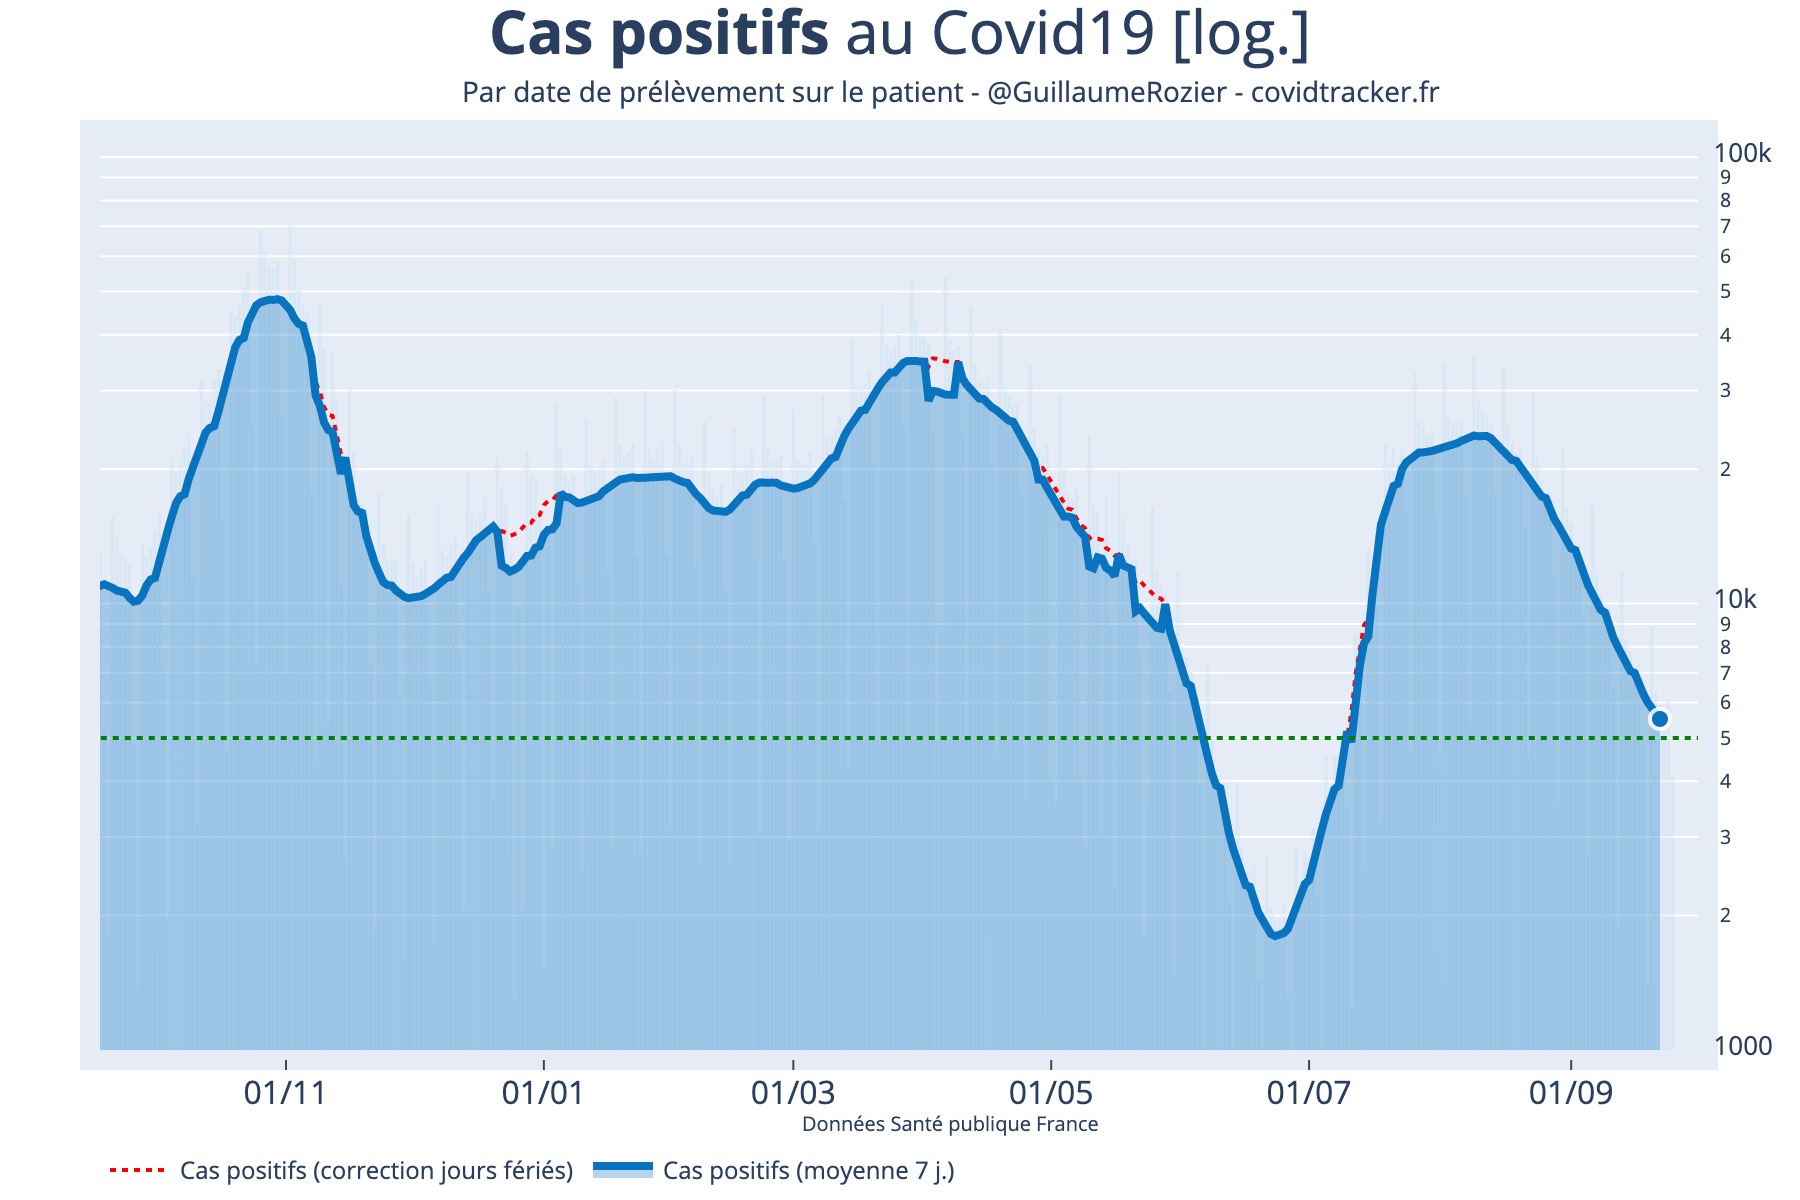 Cas positifs au Covid19 [log.]
Par date de prélèvement sur le patient - @GuillaumeRozier - covidtracker.fr
100k
9
8
7
6
5
4
3
2
10k
9
8
7
6
5
4
3
2
1000
01/11 01/01 01/03 01/05 01/07 01/09
Données Santé publique France
Cas positifs (correction jours fériés) Cas positifs (moyenne 7 j.)